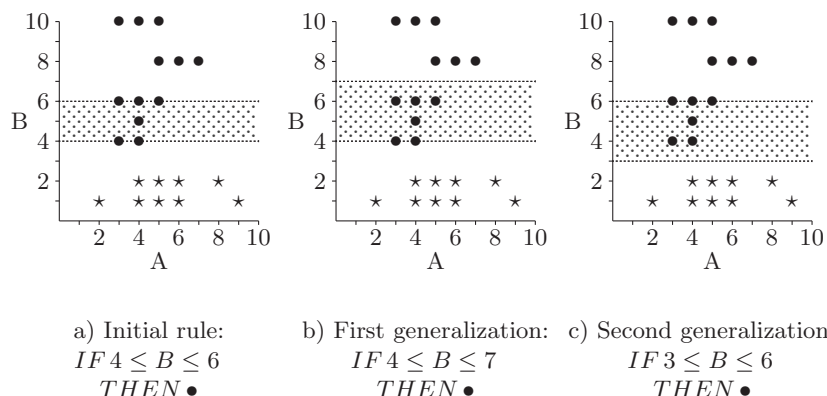 10
8
6
4
2
B
2 4 6 8 10
A
10
8
6
4
2
B
2 4 6 8 10
A
10
8
6
4
2
B
2 4 6 8 10
A
a) Initial rule:
IF 4 ≤ B ≤ 6
THEN ●
b) First generalization:
IF 4 ≤ B ≤ 7
THEN ●
c) Second generalization
IF 3 ≤ B ≤ 6
THEN ●